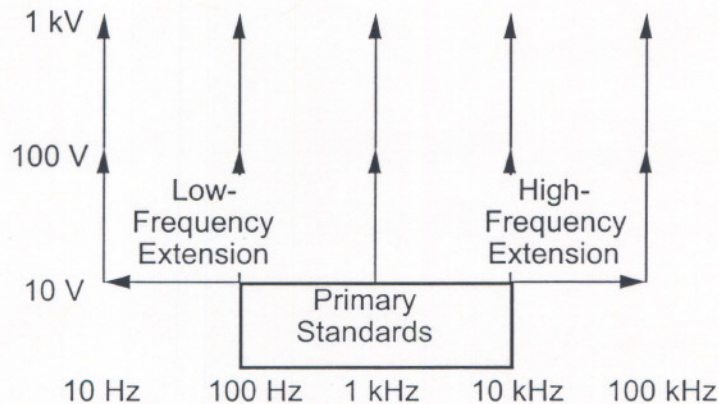 1 kV
100 V
Low-
Frequency
Extension
High-
Frequency
Extension
10 V
Primary
Standards
10 Hz
100 Hz
1 kHz
10 kHz
100 kHz